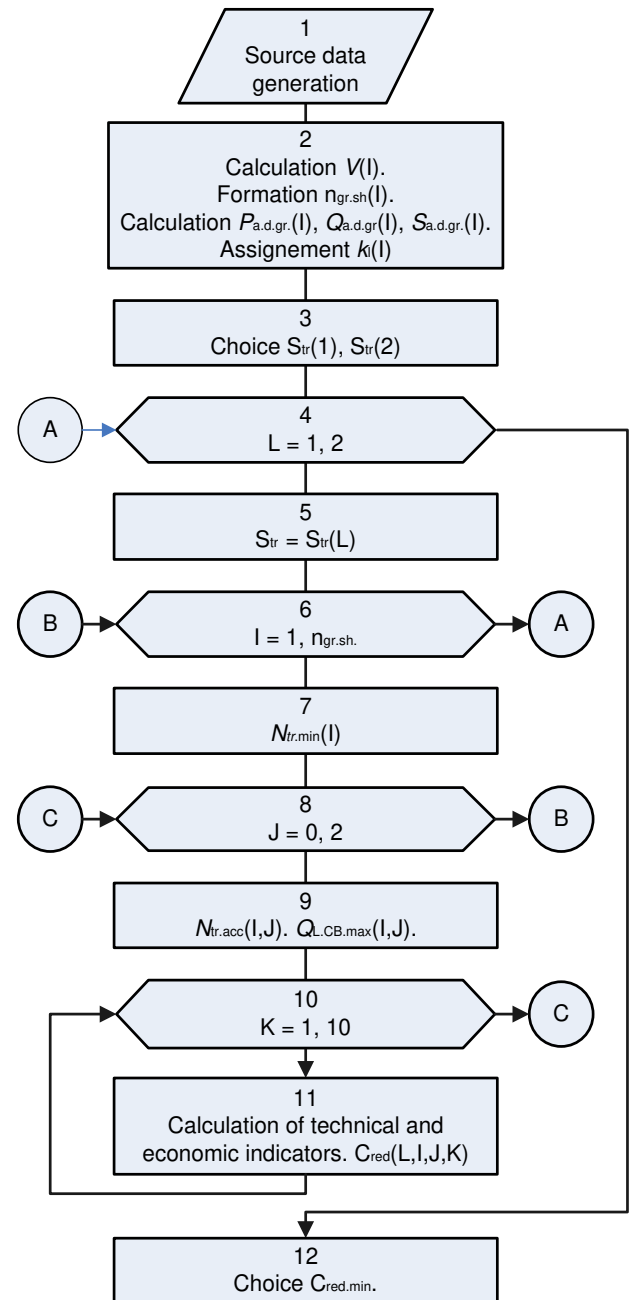 1
Source data
generation
2
Calculation V(I).
Formation ngr.sh(I).
Calculation Pa.d.gr.(I), Qa.d.gr(I), Sa.d.gr.(I).
Assignement kl(I)
3
Choice Str(1), Str(2)
A
4
L = 1, 2
5
Str = Str(L)
B
6
I = 1, ngr.sh.
A
7
Ntr.min(I)
C
8
J = 0, 2
B
9
Ntr.acc(I,J). QL.CB.max(I,J).
10
K = 1, 10
C
11
Calculation of technical and
economic indicators. Cred(L,I,J,K)
12
Choice Cred.min.